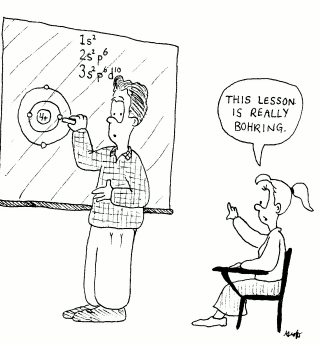 1s²
2s²p⁶
3s²p⁶d¹⁰
THIS LESSON
IS REALLY
BOHRING.